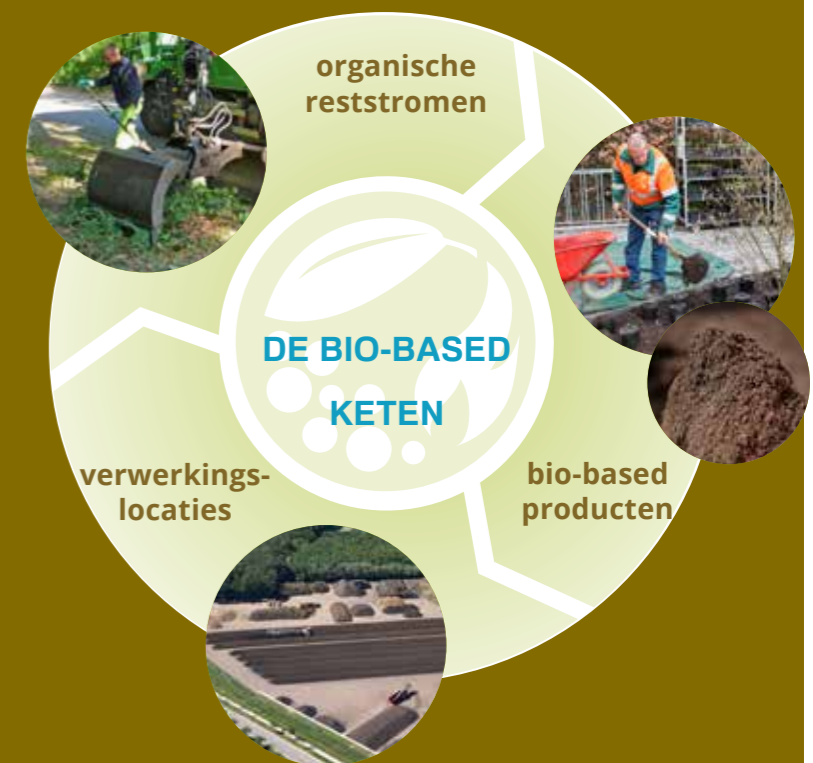 organische
reststromen
DE BIO-BASED
KETEN
verwerkings-
locaties
bio-based
producten